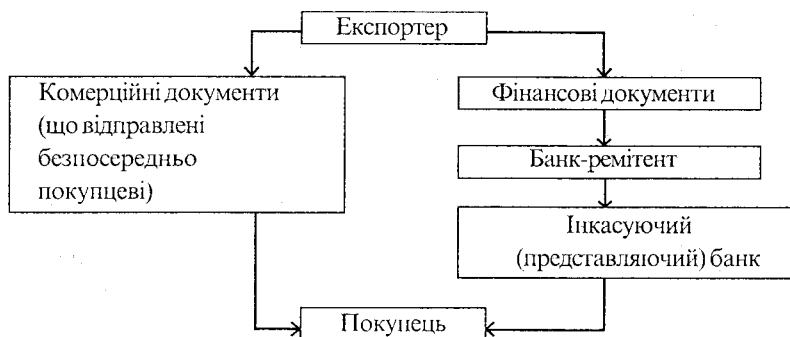 Експортер
Комерційні документи
(що відправлені
безпосередньо
покупцеві)
Фінансові документи
Банк-ремітент
Інкасуючий
(представляючий) банк
Покупець